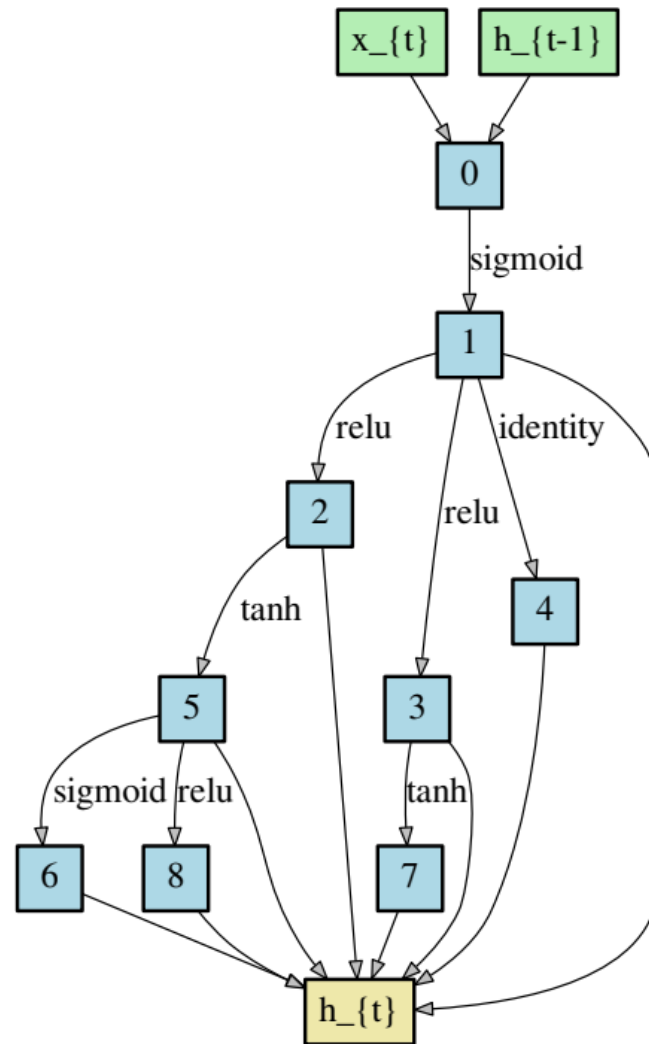 x_{t} h_{t-1}
0
sigmoid
1
relu identity
2 relu
tanh 4
5 3
sigmoid relu tanh
6 8 7
h_{t}